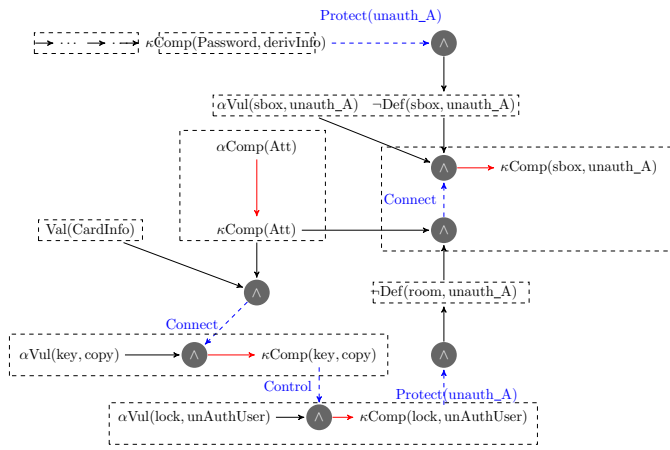 Protect(unauth_A)
··· · κComp(Password, derivInfo) ∧
αVul(sbox, unauth_A) ¬Def(sbox, unauth_A)
αComp(Att)
∧ κComp(sbox, unauth_A)
Connect
Val(CardInfo) κComp(Att) ∧
∧ ¬Def(room, unauth_A)
Connect
αVul(key, copy) ∧ κComp(key, copy) ∧
Control Protect(unauth_A)
αVul(lock, unAuthUser) ∧ κComp(lock, unAuthUser)